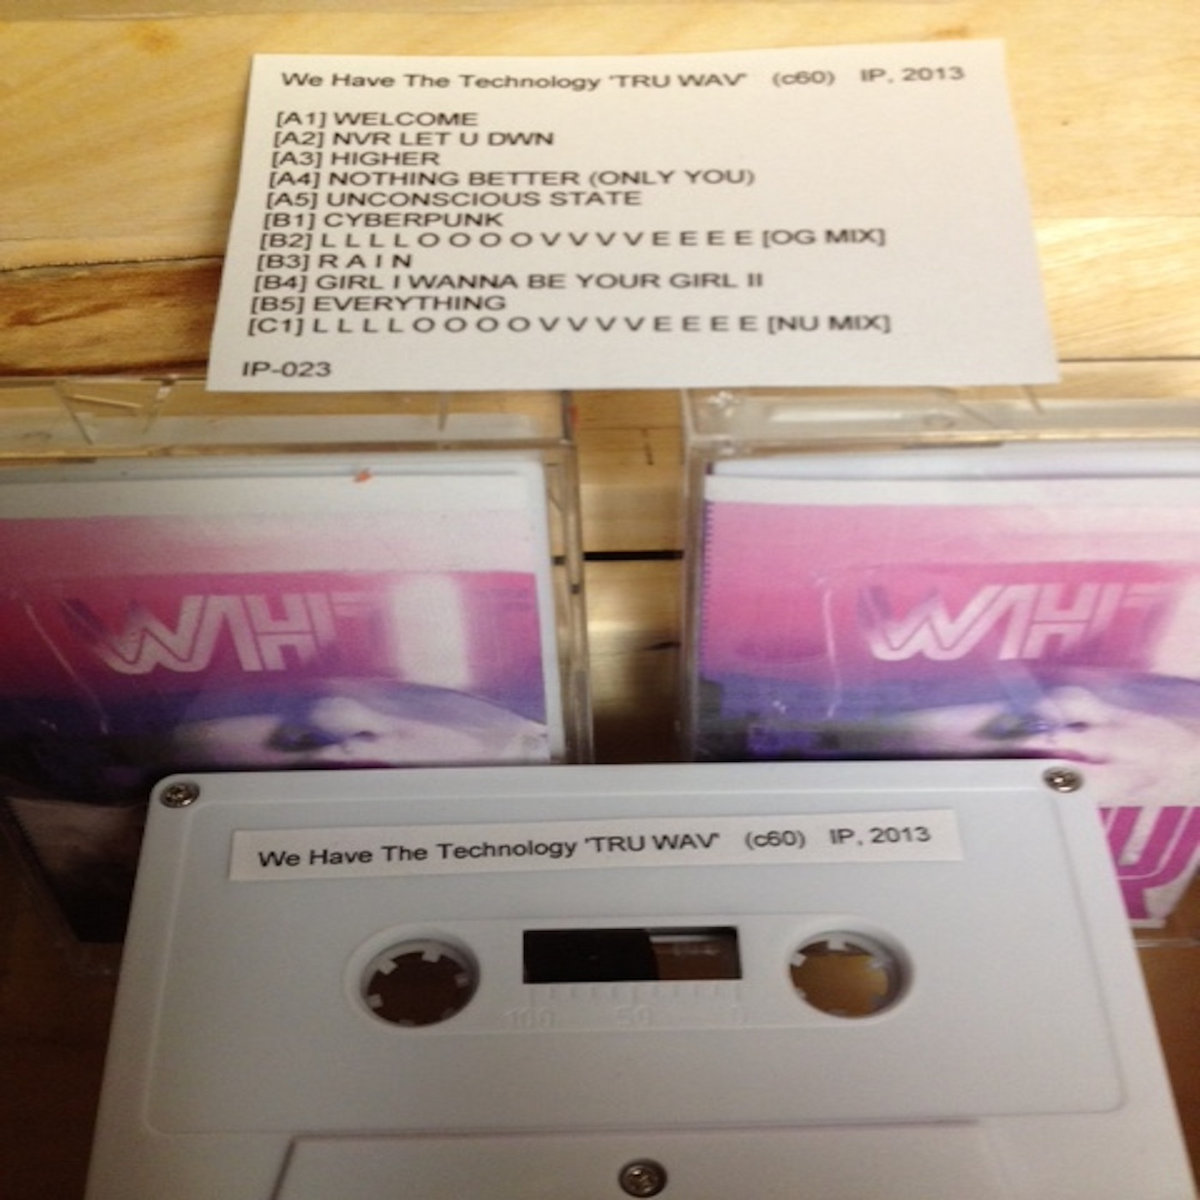 We Have The Technology 'TRU WAV' (c60) IP, 2013
[A1] WELCOME
[A2] NVR LET U DWN
[A3] HIGHER
[A4] NOTHING BETTER (ONLY YOU)
[A5] UNCONSCIOUS STATE
[B1] CYBERPUNK
[B2] L L L L O O O O V V V V E E E E [OG MIX]
[B3] R A I N
[B4] GIRL I WANNA BE YOUR GIRL II
[B5] EVERYTHING
[C1] L L L L O O O O V V V V E E E E [NU MIX]
IP-023
WHT
WHT
We Have The Technology 'TRU WAV' (c60) IP, 2013
100 50 0